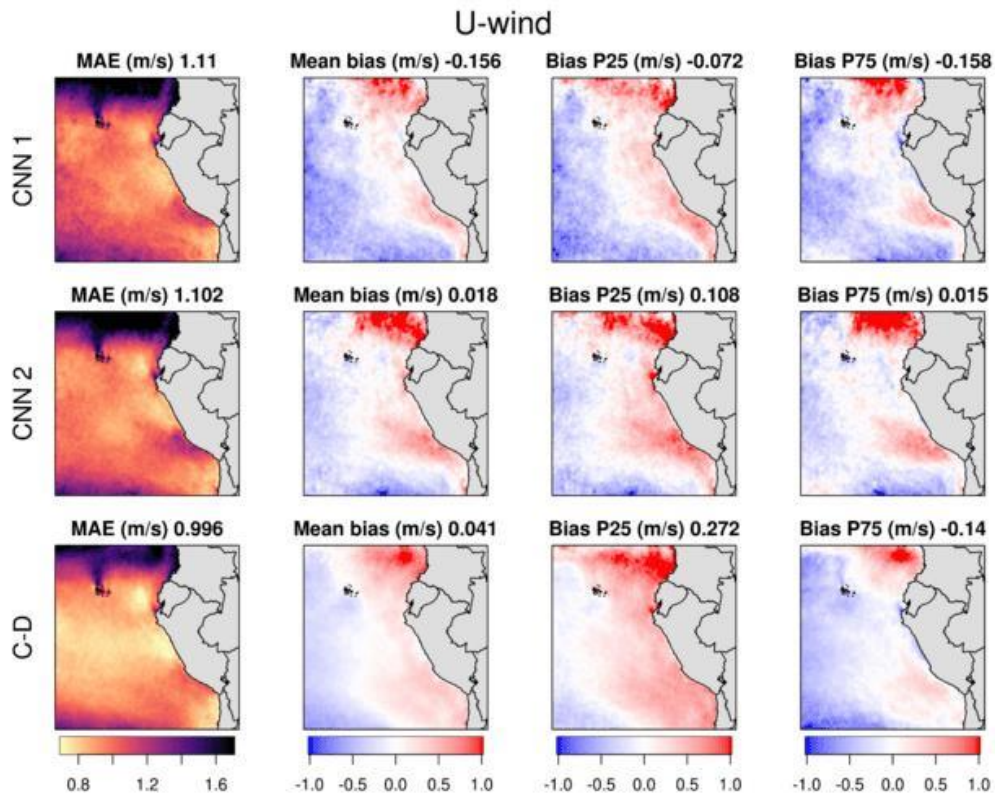 U-wind
MAE (m/s) 1.11
Mean bias (m/s) -0.156
Bias P25 (m/s) -0.072
Bias P75 (m/s) -0.158
CNN 1
MAE (m/s) 1.102
Mean bias (m/s) 0.018
Bias P25 (m/s) 0.108
Bias P75 (m/s) 0.015
CNN 2
MAE (m/s) 0.996
Mean bias (m/s) 0.041
Bias P25 (m/s) 0.272
Bias P75 (m/s) -0.14
C-D
0.8 1.2 1.6
-1.0 -0.5 0.0 0.5 1.0
-1.0 -0.5 0.0 0.5 1.0
-1.0 -0.5 0.0 0.5 1.0